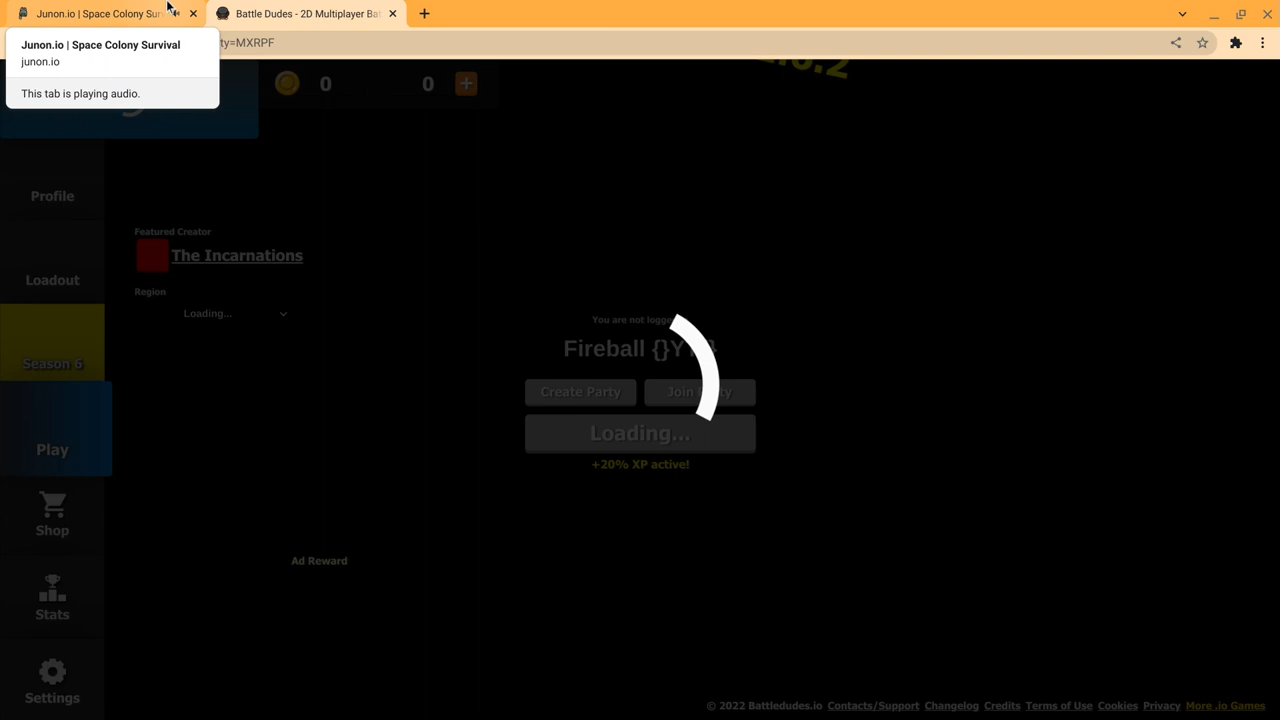 Junon.io | Space Colony Sur
Battle Dudes - 2D Multiplayer Ba
Junon.io | Space Colony Survival
junon.io
This tab is playing audio.
ty=MXRPF
0
0
Profile
Loadout
Season 6
Play
Shop
Stats
Settings
Featured Creator
The Incarnations
Region
Loading...
You are not logge
Fireball {}Y
Create Party
Join
ty
Loading...
+20% XP active!
Ad Reward
© 2022 Battledudes.io Contacts/Support Changelog Credits Terms of Use Cookies Privacy More .io Games